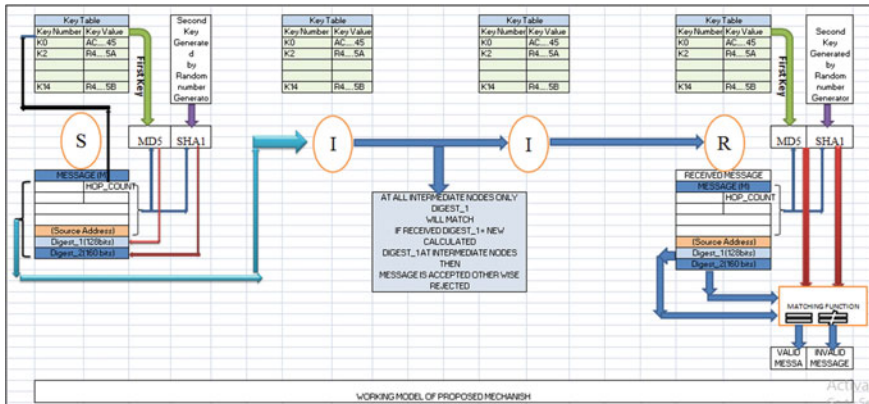 Key Table
Key Number Key Value
K0 AC....45
K2 R4....5A
K14 R4....5B
Second
Key
Generate
d
by
Random
number
Generato
Key Table
Key Number Key Value
K0 AC....45
K2 R4....5A
K14 R4....5B
Key Table
Key Number Key Value
K0 AC....45
K2 R4....5A
K14 R4....5B
Key Table
Key Number Key Value
K0 AC....45
K2 R4....5A
K14 R4....5B
Second
Key
Generated
by
Random
number
Generator
First Key
First Key
S
MD5 SHA1
I
I
R
MD5 SHA1
MESSAGE (M)
HOP_COUNT
(Source Address)
Digest_1(128bits)
Digest_2(160 bits)
AT ALL INTERMEDIATE NODES ONLY
DIGEST_1
WILL MATCH
IF RECEIVED DIGEST_1= NEW
CALCULATED
DIGEST_1 AT INTERMEDIATE NODES
THEN
MESSAGE IS ACCEPTED OTHER WISE
REJECTED
RECEIVED MESSAGE
MESSAGE (M)
HOP_COUNT
(Source Address)
Digest_1(128bits)
Digest_2(160 bits)
MATCHING FUNCTION
VALID INVALID
MESSA MESSAGE
WORKING MODEL OF PROPOSED MECHANISH
Activa